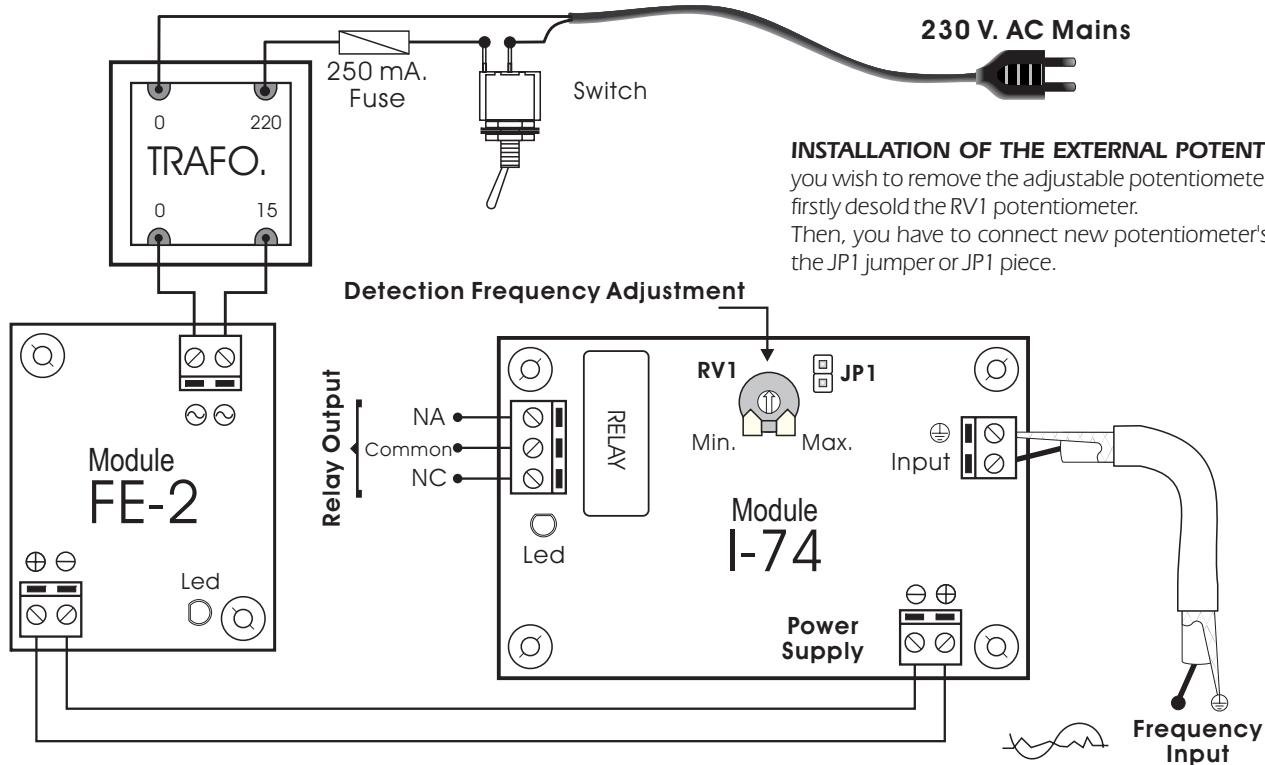 230 V. AC Mains
250 mA.
Fuse
Switch
0
220
TRAFO.
0
15
INSTALLATION OF THE EXTERNAL
you wish to remove the adjustable
firstly desold the RV1 potentiometer.
Then, you have to connect new potentiometer's
the JP1 jumper or JP1 piece.
Detection Frequency Adjustment
Module
FE-2
Led
Relay Output
NA
Common
NC
RELAY
Led
RV1
JP1
Min.
Max.
Input
Module
I-74
Power
Supply
Frequency
Input